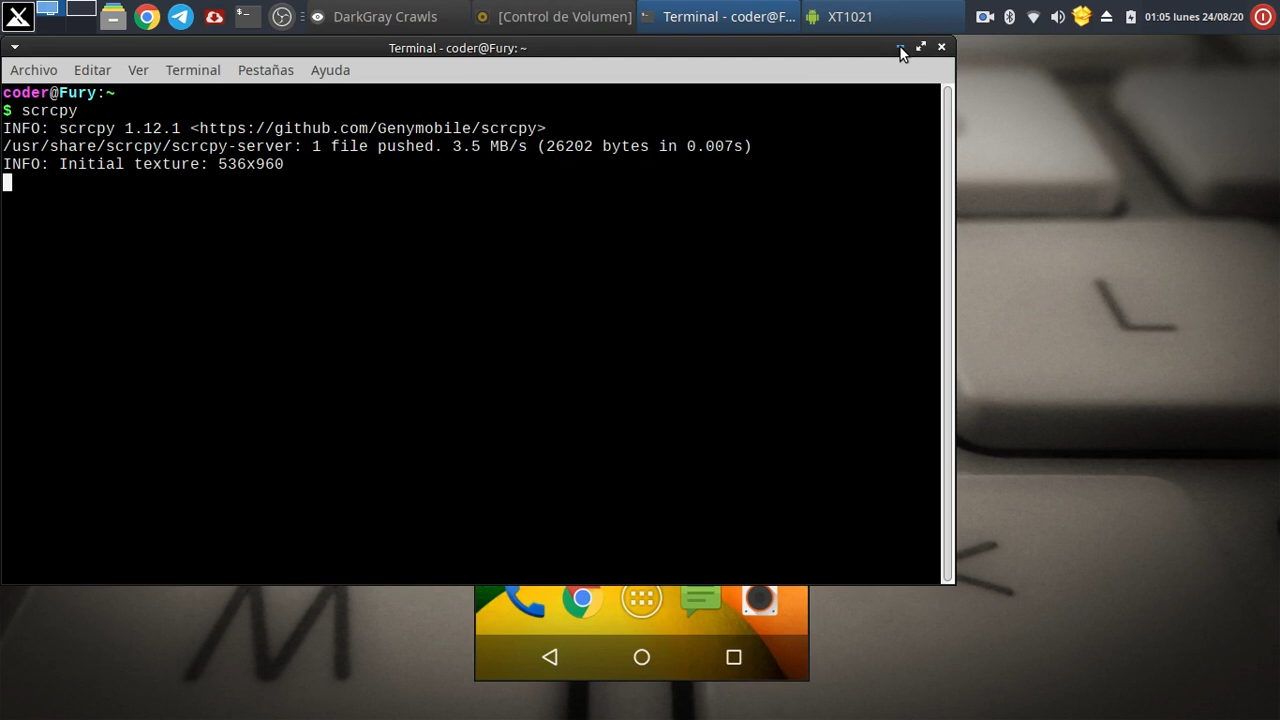 DarkGray Crawls
[Control de Volumen]
Terminal - coder@F...
XT1021
01:05 lunes 24/08/20
Terminal - coder@Fury: ~
Archivo
Editar
Ver
Terminal
Pestañas
Ayuda
coder@Fury:~
$ scrcpy
INFO: scrcpy 1.12.1 <https://github.com/Genymobile/scrcpy>
/usr/share/scrcpy/scrcpy-server: 1 file pushed. 3.5 MB/s (26202 bytes in 0.007s)
INFO: Initial texture: 536x960
M